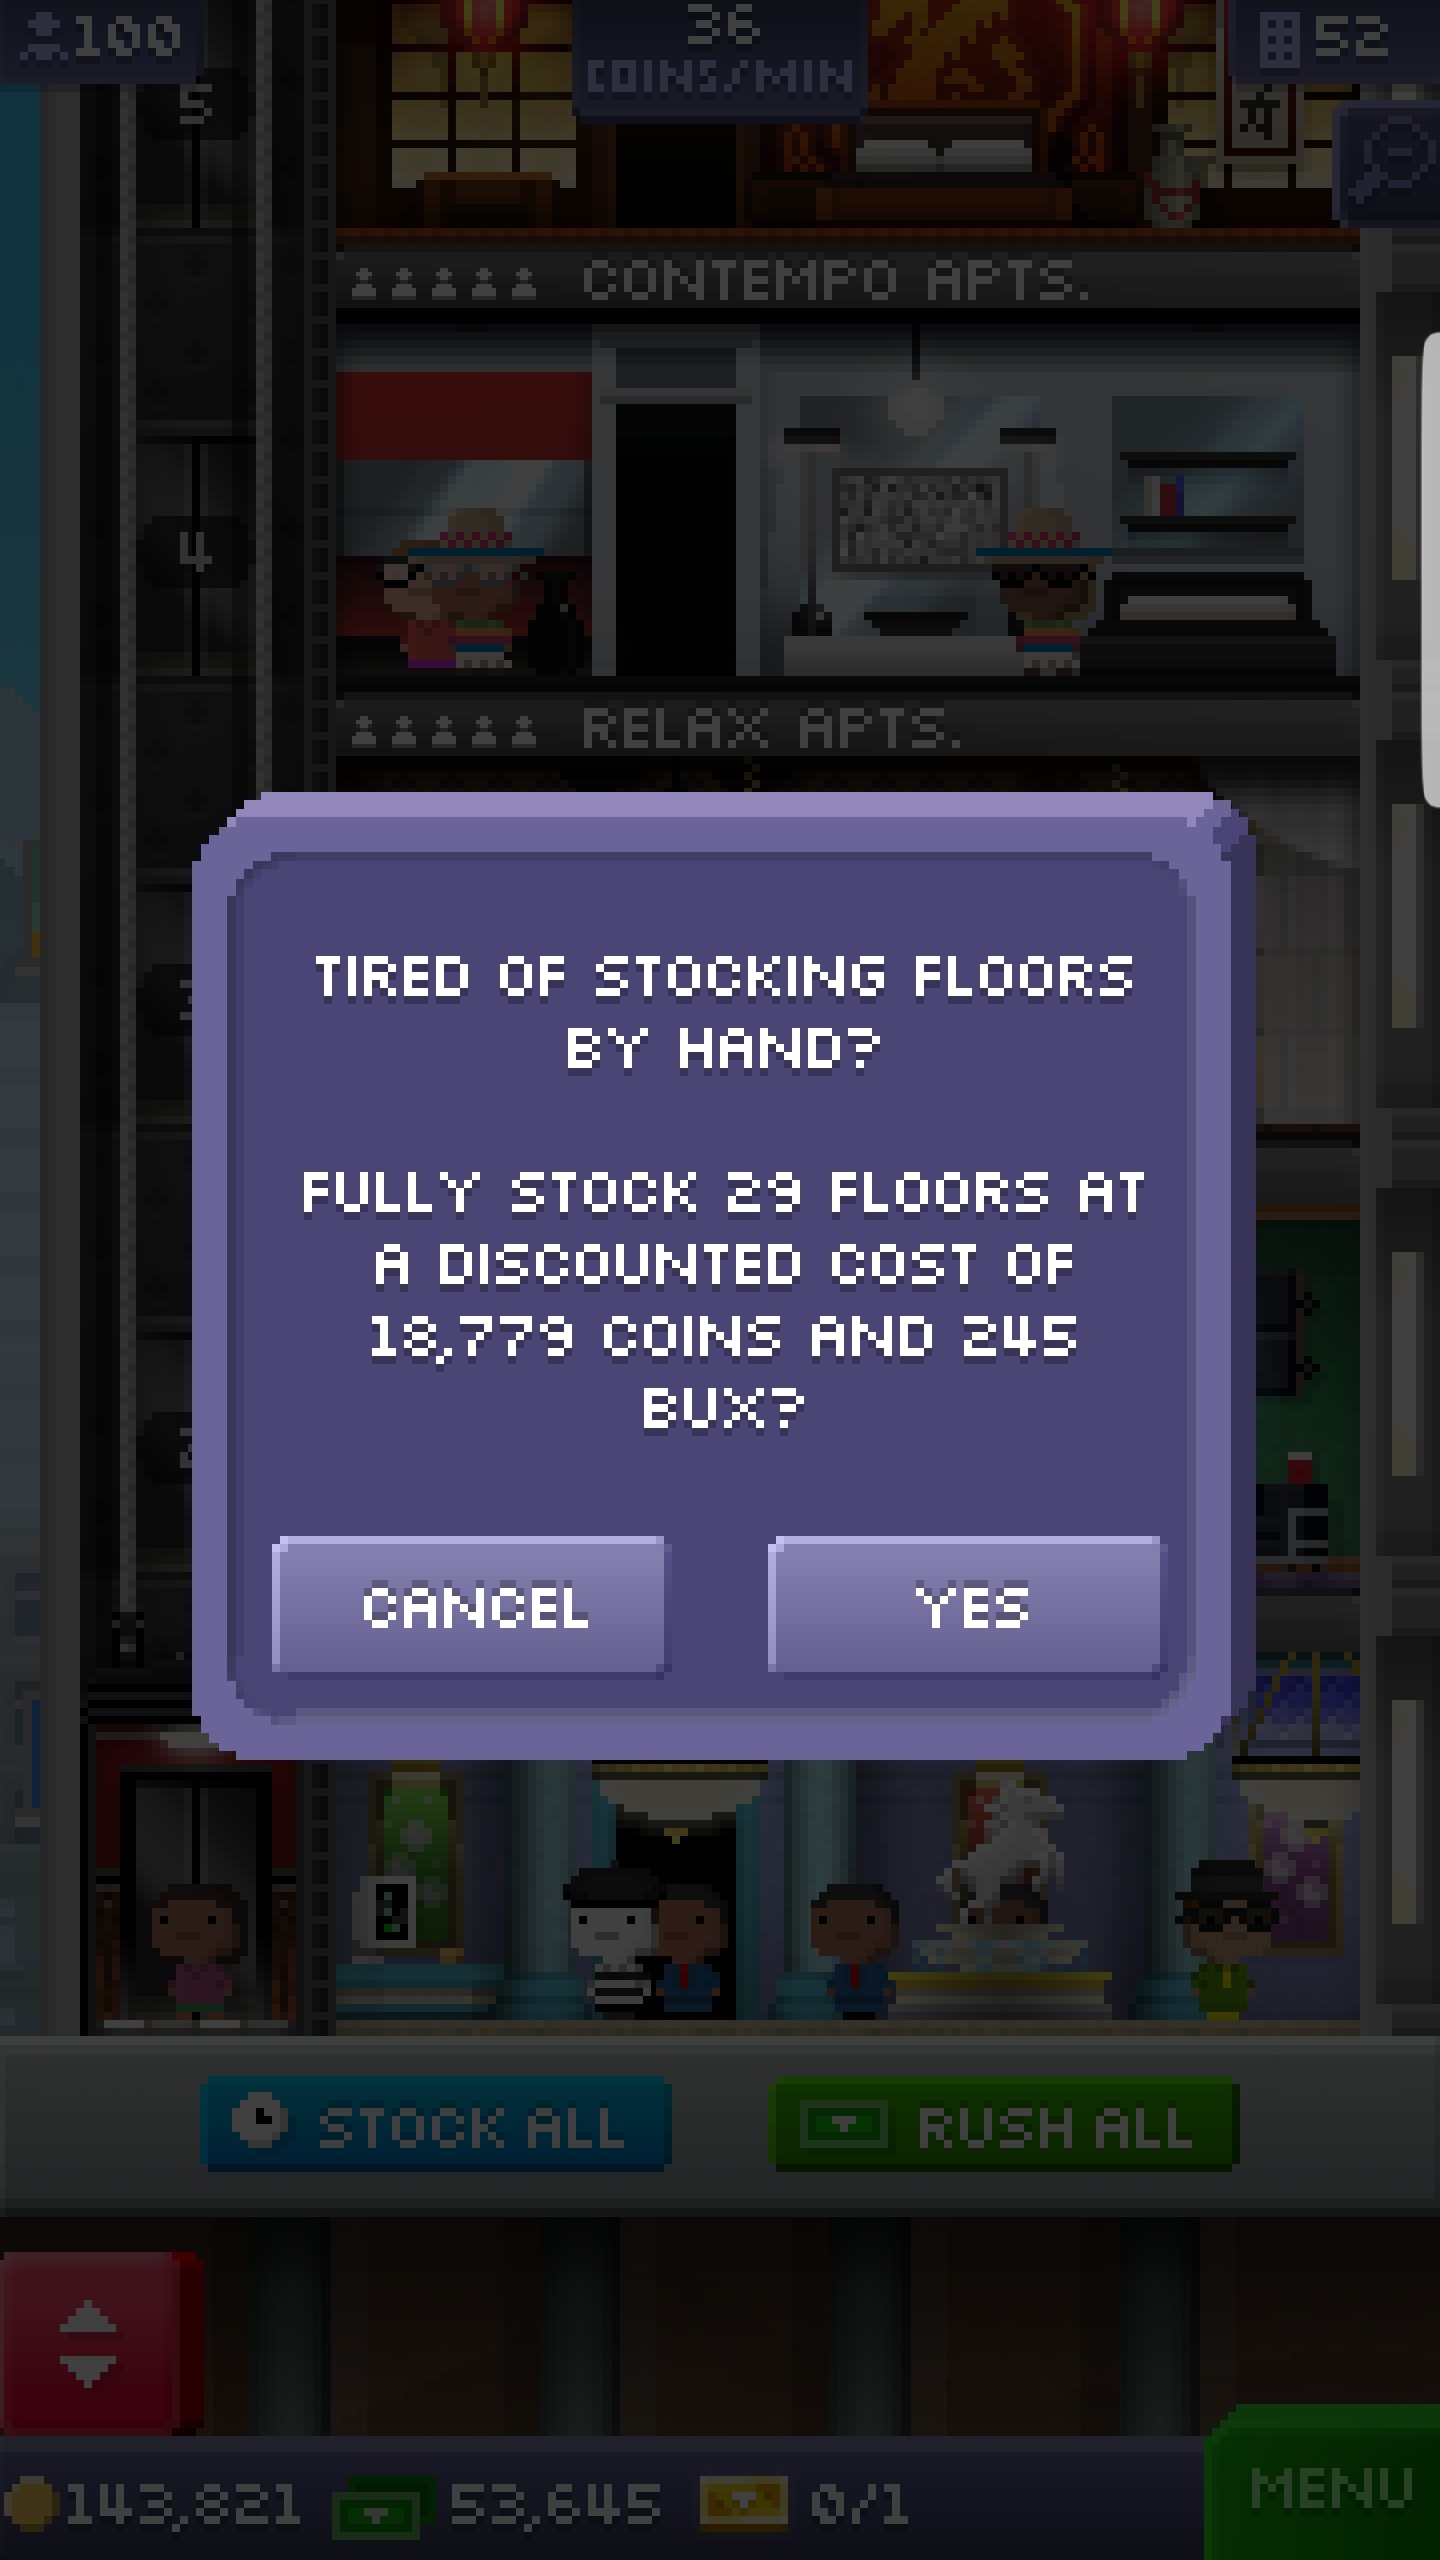 100
36
COINS/MIN
52
5
CONTEMPO APTS.
4
RELAX APTS.
TIRED OF STOCKING FLOORS
BY HAND?
FULLY STOCK 29 FLOORS AT
A DISCOUNTED COST OF
18,779 COINS AND 245
BUX?
CANCEL
YES
STOCK ALL
RUSH ALL
143,821
53,645
0/1
MENU